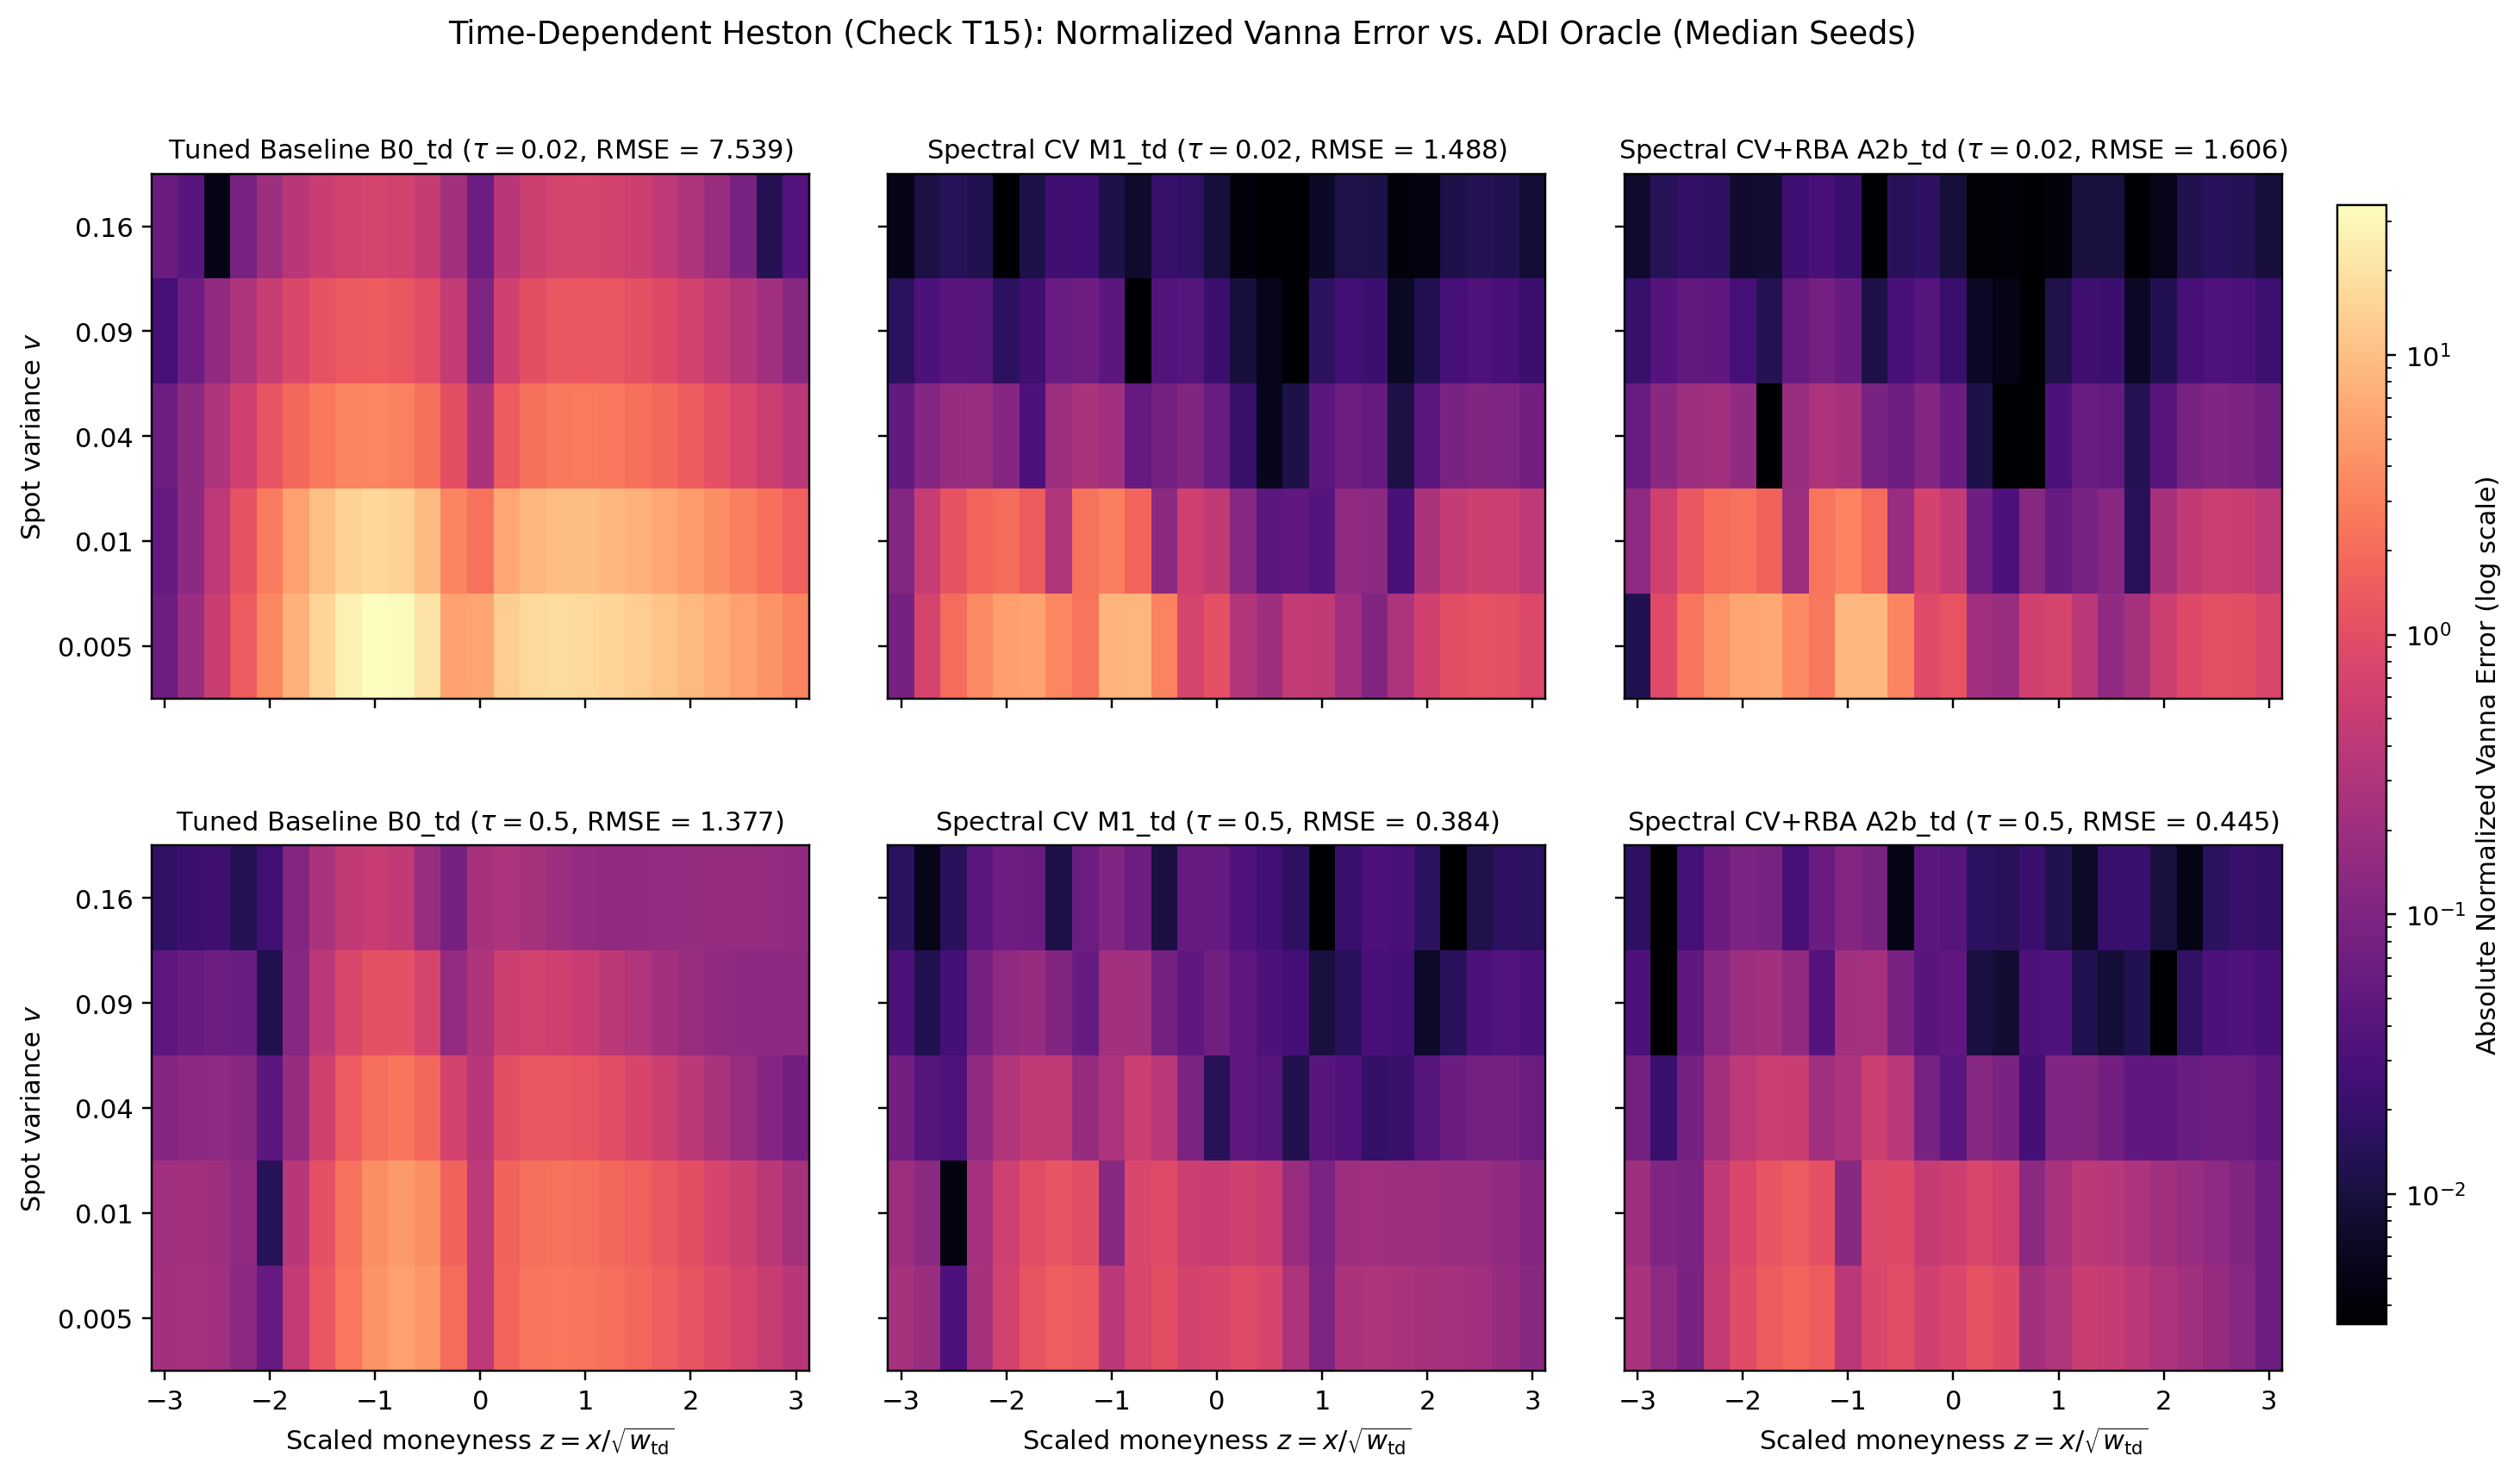 Time-Dependent Heston (Check T15): Normalized Vanna Error vs. ADI Oracle (Median Seeds)
Tuned Baseline B0_td (τ = 0.02, RMSE = 7.539)
Spectral CV M1_td (τ = 0.02, RMSE = 1.488)
Spectral CV+RBA A2b_td (τ = 0.02, RMSE = 1.606)
Spot variance v
0.16
0.09
0.04
0.01
0.005
Tuned Baseline B0_td (τ = 0.5, RMSE = 1.377)
Spectral CV M1_td (τ = 0.5, RMSE = 0.384)
Spectral CV+RBA A2b_td (τ = 0.5, RMSE = 0.445)
Spot variance v
0.16
0.09
0.04
0.01
0.005
−3 −2 −1 0 1 2 3
−3 −2 −1 0 1 2 3
−3 −2 −1 0 1 2 3
Scaled moneyness z = x/√w_td
Scaled moneyness z = x/√w_td
Scaled moneyness z = x/√w_td
10¹
10⁰
10⁻¹
10⁻²
Absolute Normalized Vanna Error (log scale)